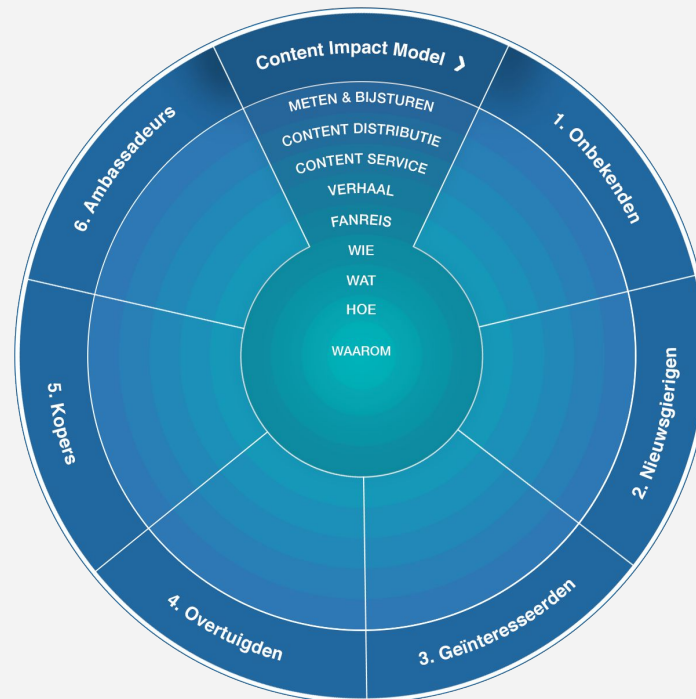 Content Impact Model ❯
METEN & BIJSTUREN
CONTENT DISTRIBUTIE
CONTENT SERVICE
VERHAAL
FANREIS
WIE
WAT
HOE
WAAROM
1. Onbekenden
2. Nieuwsgierigen
3. Geïnteresseerden
4. Overtuigden
5. Kopers
6. Ambassadeurs